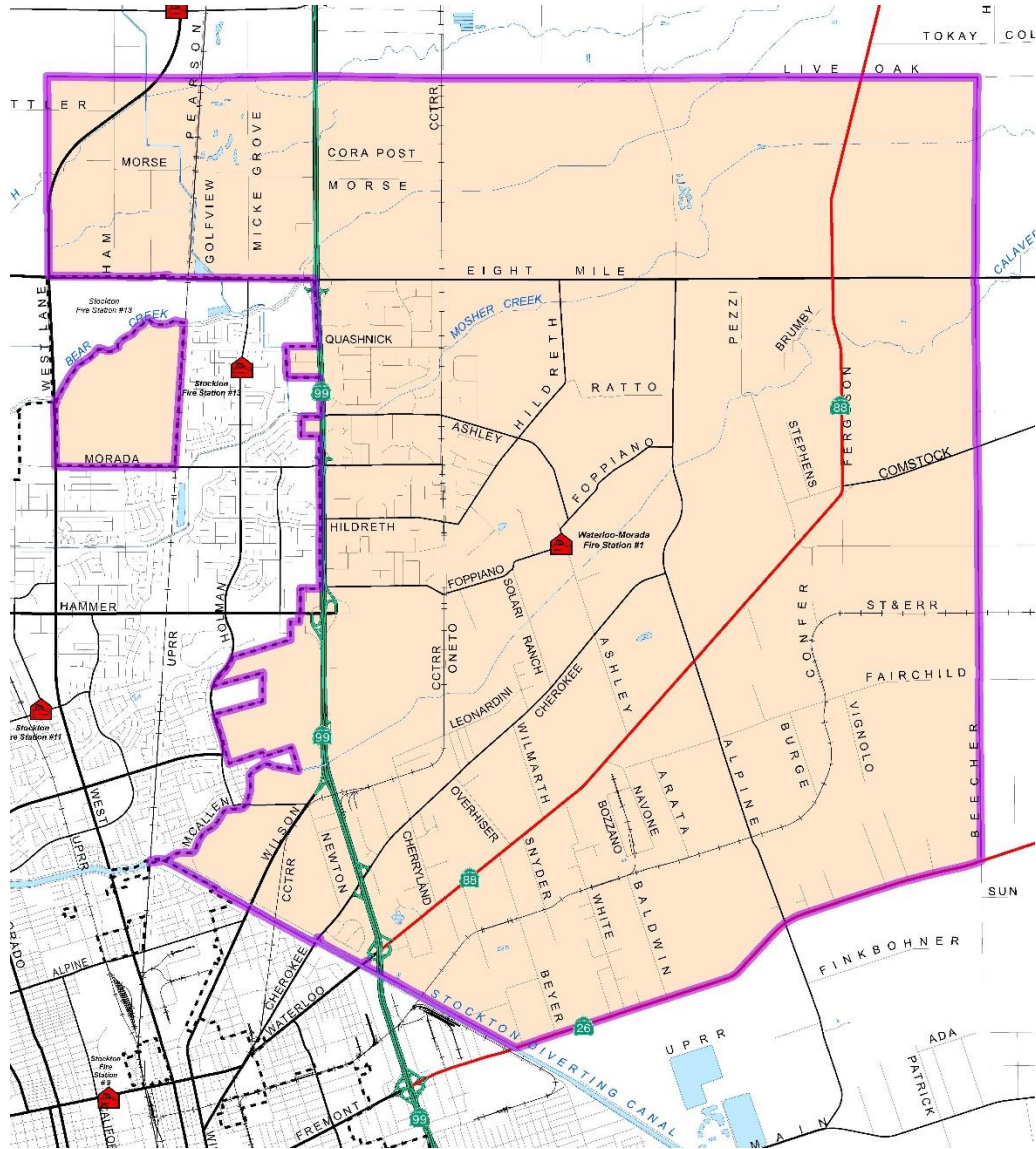 H
TOKAY COL
LIVE OAK
TTLER
PEARSON
CCTRR
MORSE
GOLFVIEW
MICKE GROVE
CORA POST
MORSE
HAM
CALAVER
EIGHT MILE
WEST LANE
Stockton
Fire Station #13
BEAR CREEK
MOSHER CREEK
QUASHNICK
PEZZI
BRUMBY
HILDRETH
RATTO
Stockton
Fire Station #13
99
88
FERGUSON
ASHLEY
STEPHENS
FOPPIANO
COMSTOCK
MORADA
HILDRETH
Waterloo-Morada
Fire Station #1
FOPPIANO
SOLARI RANCH
HAMMER
HOLMAN
UPRR
CCTRR
ONETO
ASHLEY
CONFER
ST&ERR
FAIRCHILD
LEONARDINI
CHEROKEE
WILMARTH
Stockton
re Station #11
99
ALPINE
BURGE
VIGNOLO
BEECHER
WEST
UPRR
MCALLEN
WILSON
CCTRR
NEWTON
CHERRYLAND
OVERHISER
SNYDER
BOZZANO
NAVONE
ARATA
88
WHITE
BALDWIN
SUN
ORADO
ALPINE
CHEROKEE
WATERLOO
BEYER
FINKBOHNER
STOCKTON DIVERTING CANAL
26
UPRR
ADA
PATRICK
Stockton
Fire
Station
#9
CALIFO
WI
FREMONT
99
MAIN